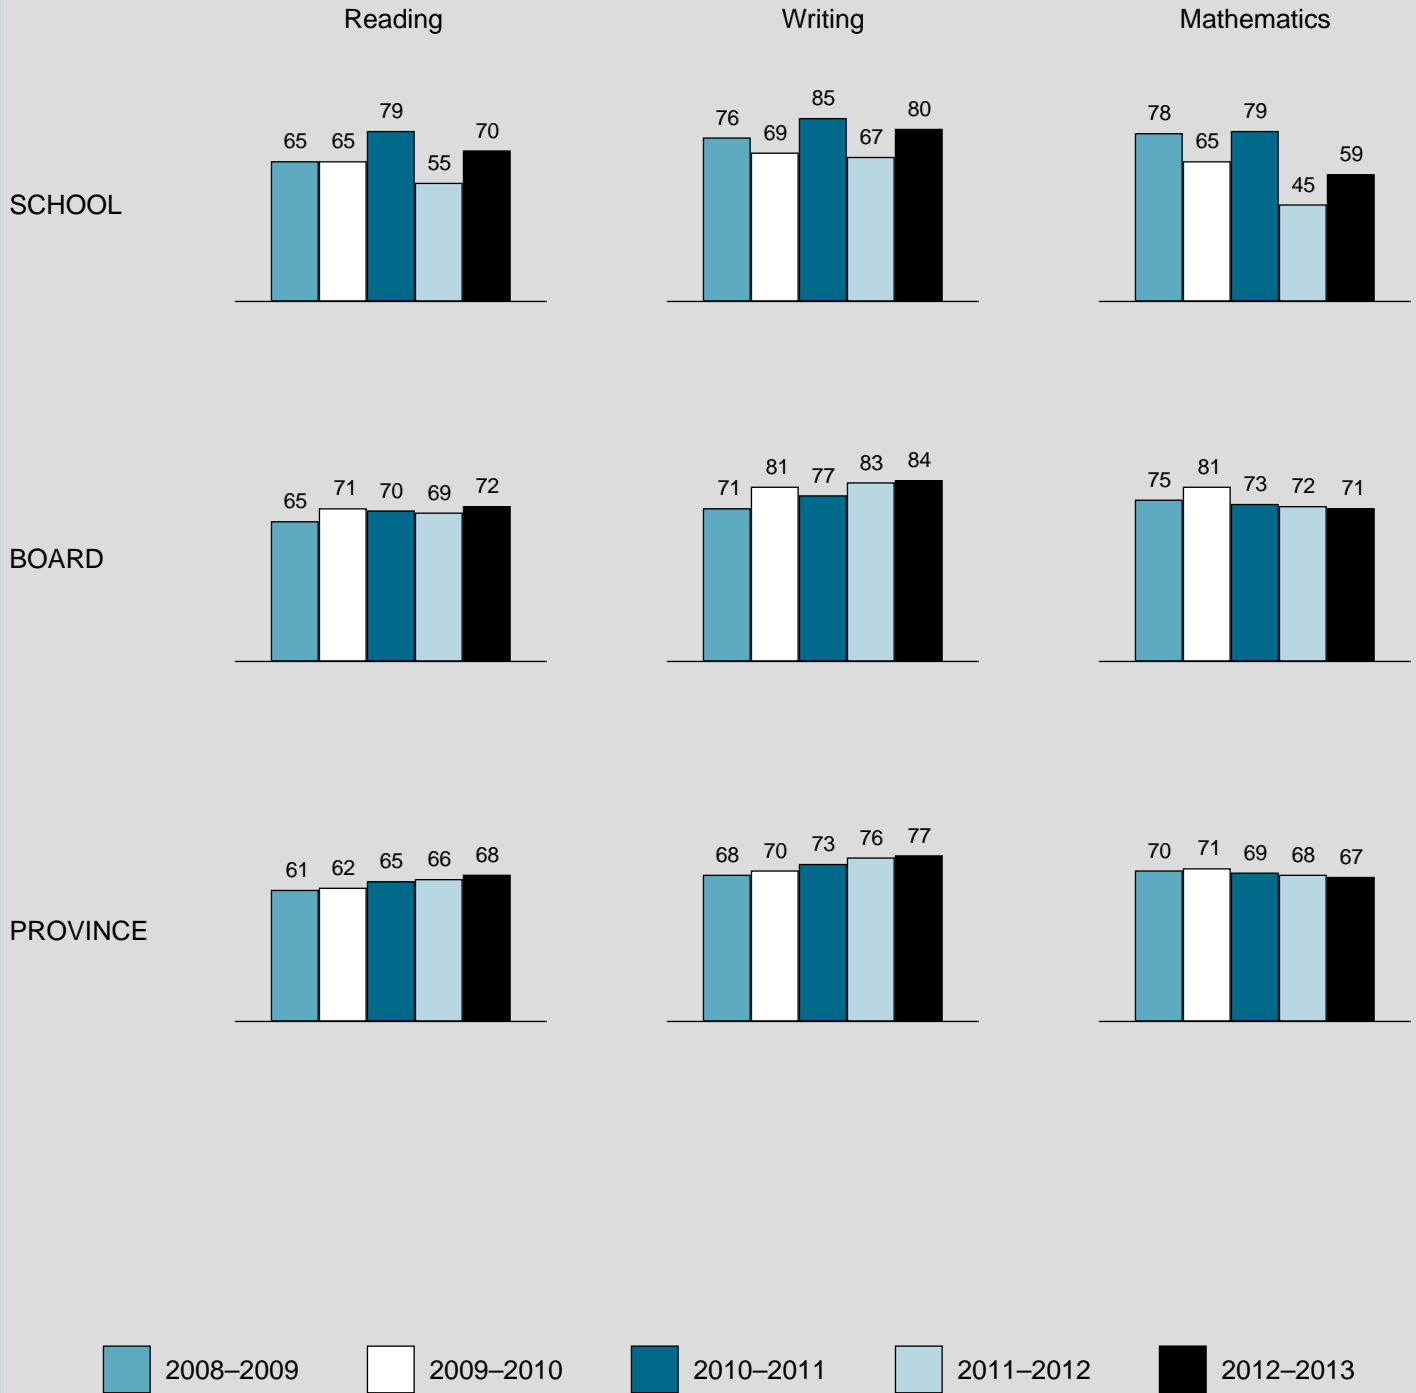 Reading Writing Mathematics
SCHOOL
65 65 79 55 70
76 69 85 67 80
78 65 79 45 59
BOARD
65 71 70 69 72
71 81 77 83 84
75 81 73 72 71
PROVINCE
61 62 65 66 68
68 70 73 76 77
70 71 69 68 67
2008–2009 2009–2010 2010–2011 2011–2012 2012–2013